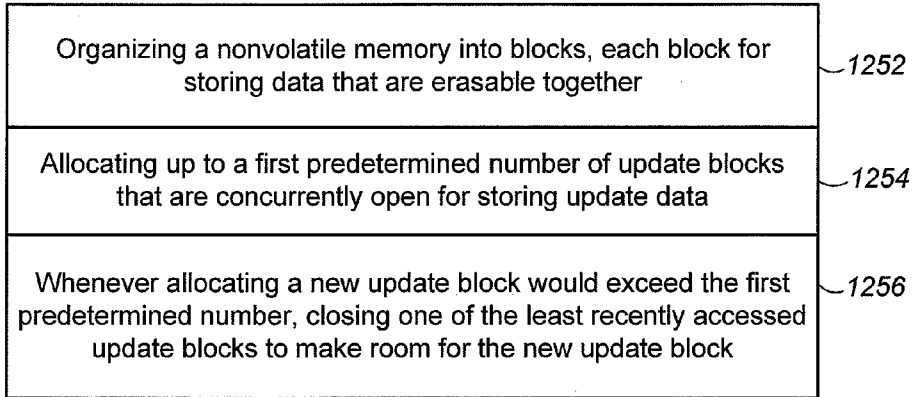 Organizing a nonvolatile memory into blocks, each block for
storing data that are erasable together
1252
Allocating up to a first predetermined number of update blocks
that are concurrently open for storing update data
1254
Whenever allocating a new update block would exceed the first
predetermined number, closing one of the least recently accessed
update blocks to make room for the new update block
1256